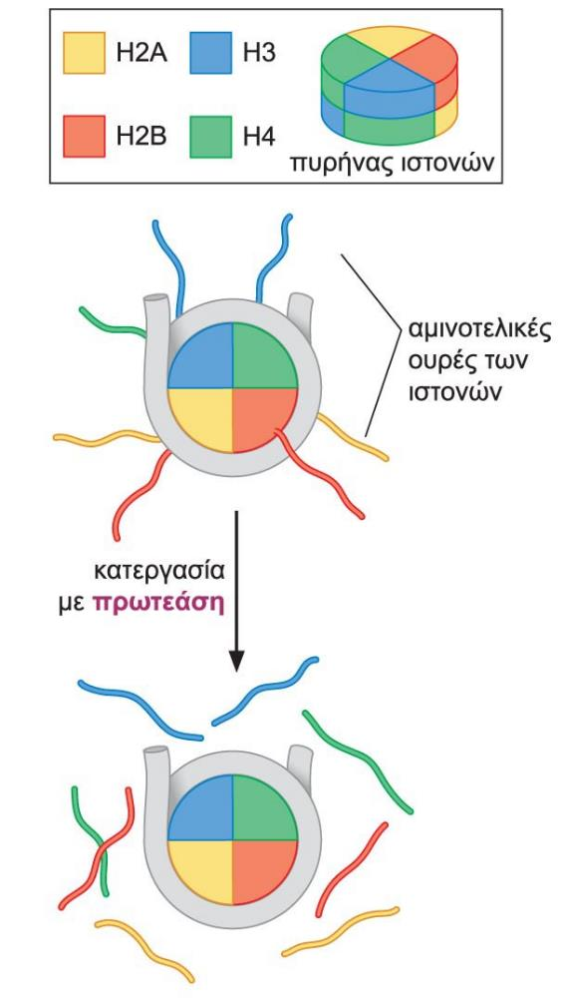 H2A
H3
H2B
H4
πυρήνας ιστονών
αμινοτελικές
ουρές των
ιστονών
κατεργασία
με πρωτεάση